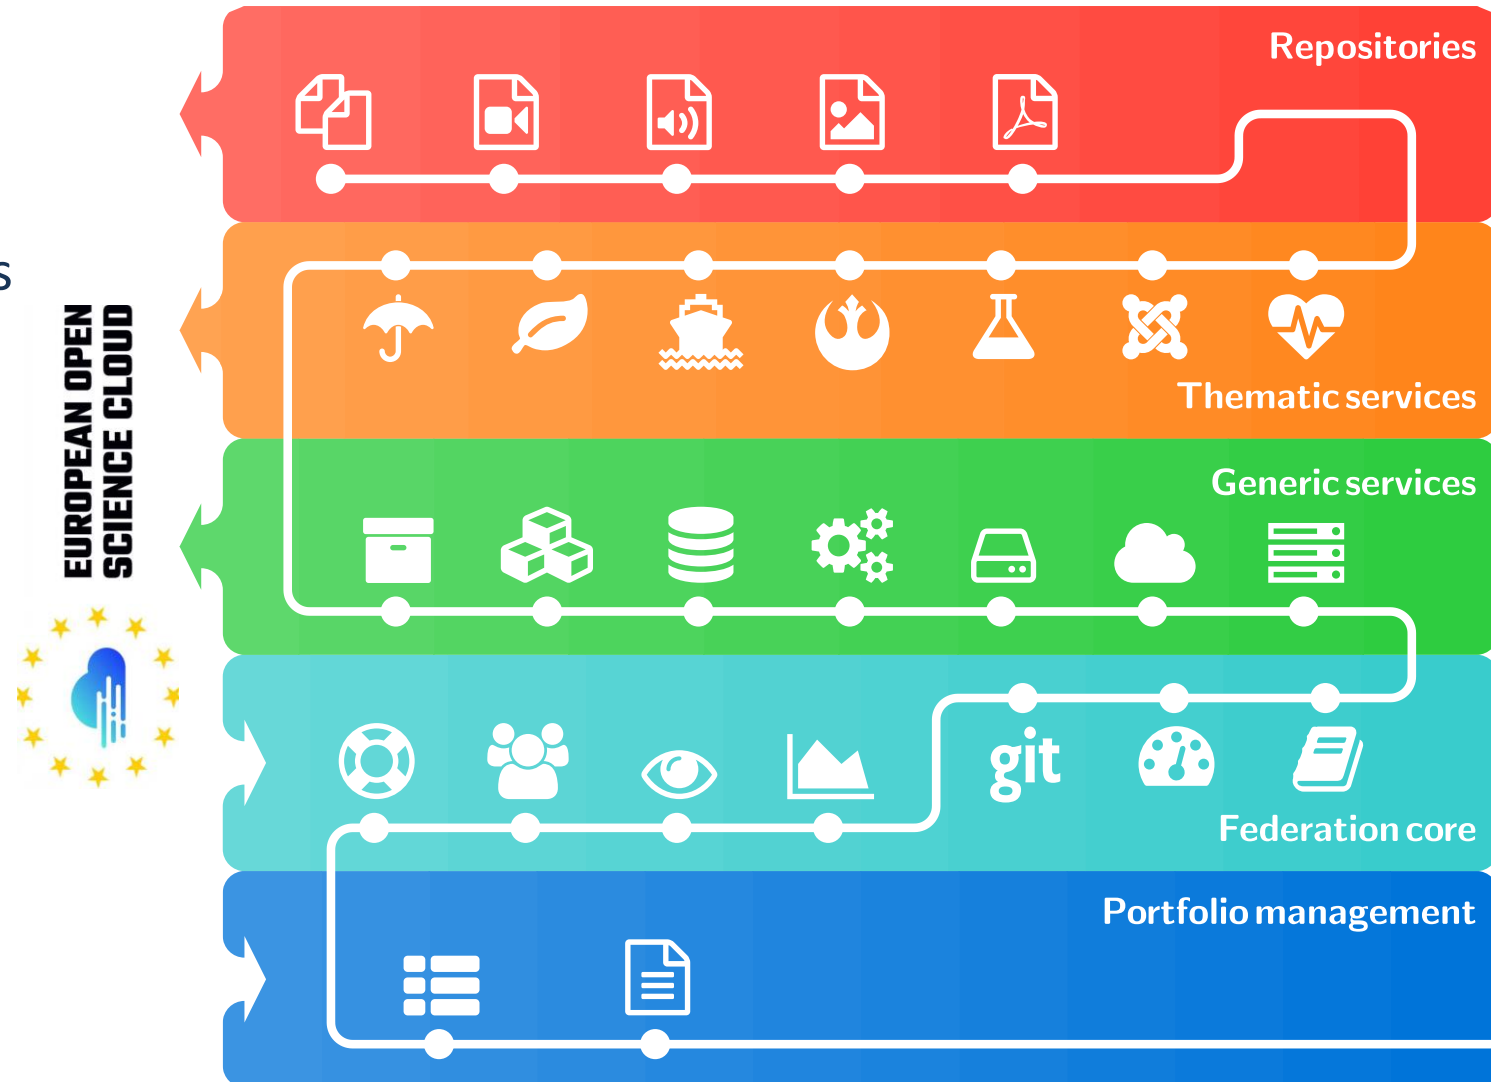 Repositories
s
EUROPEAN OPEN
SCIENCE CLOUD
Thematic services
Generic services
git
Federation core
Portfolio management